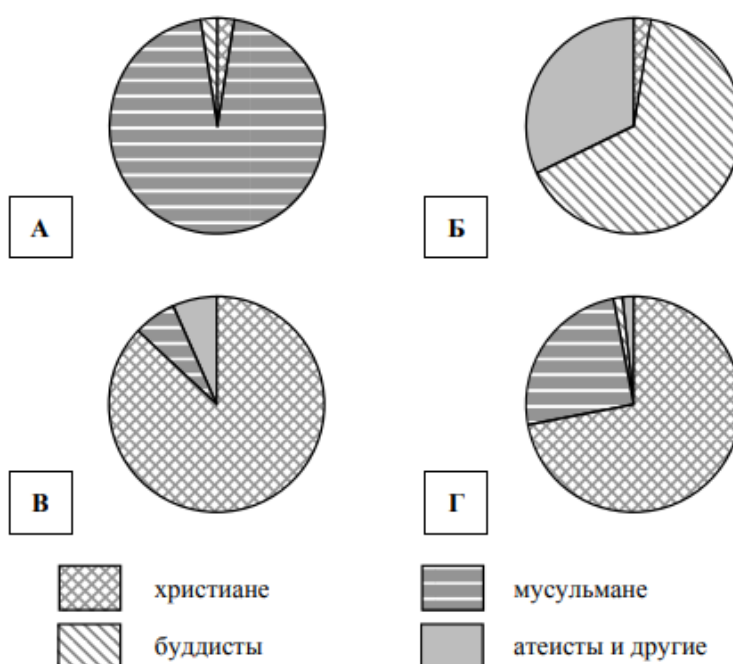 А
Б
В
Г
христиане
мусульмане
буддисты
атеисты и другие